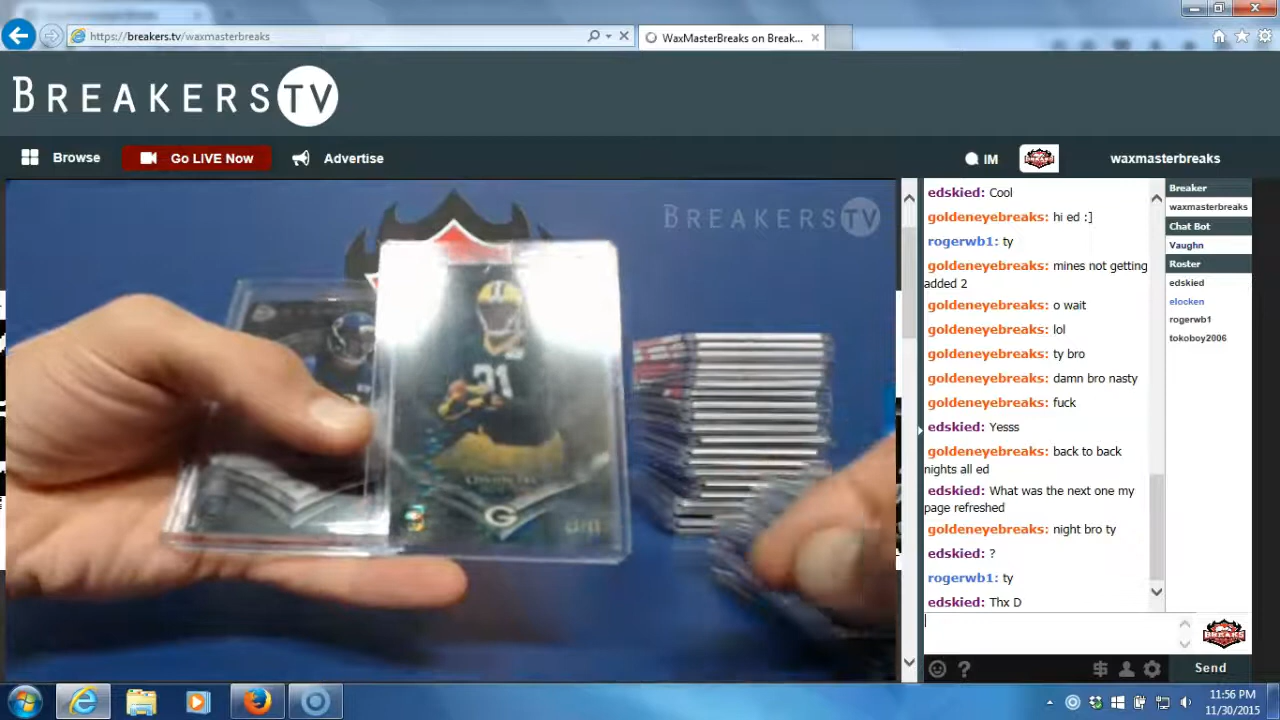 https://breakers.tv/waxmasterbreaks
WaxMasterBreaks on Break...
BREAKERSTV
Browse
Go LIVE Now
Advertise
IM
waxmasterbreaks
BREAKERSTV
31
G
edskied: Cool
goldeneyebreaks: hi ed :]
rogerwb1: ty
goldeneyebreaks: mines not getting
added 2
goldeneyebreaks: o wait
goldeneyebreaks: lol
goldeneyebreaks: ty bro
goldeneyebreaks: damn bro nasty
goldeneyebreaks: fuck
edskied: Yesss
goldeneyebreaks: back to back
nights all ed
edskied: What was the next one my
page refreshed
goldeneyebreaks: night bro ty
edskied: ?
rogerwb1: ty
edskied: Thx D
Breaker
waxmasterbreaks
Chat Bot
Vaughn
Roster
edskied
elocken
rogerwb1
tokoboy2006
BREAKS
Send
11:56 PM
11/30/2015